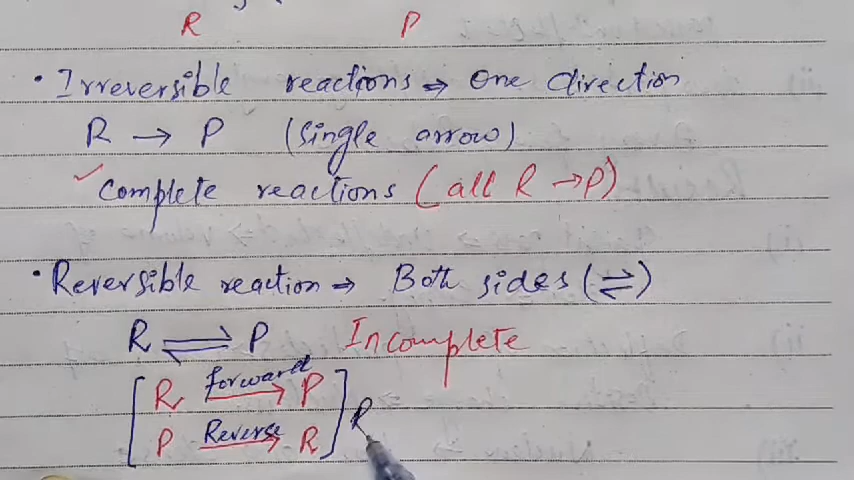 R P
• Irreversible reactions ⇒ One direction
R → P (single arrow)
✓ Complete reactions (all R → P)
• Reversible reaction ⇒ Both sides (⇌)
R ⇌ P Incomplete
[R forward → P
P Reverse → R] R